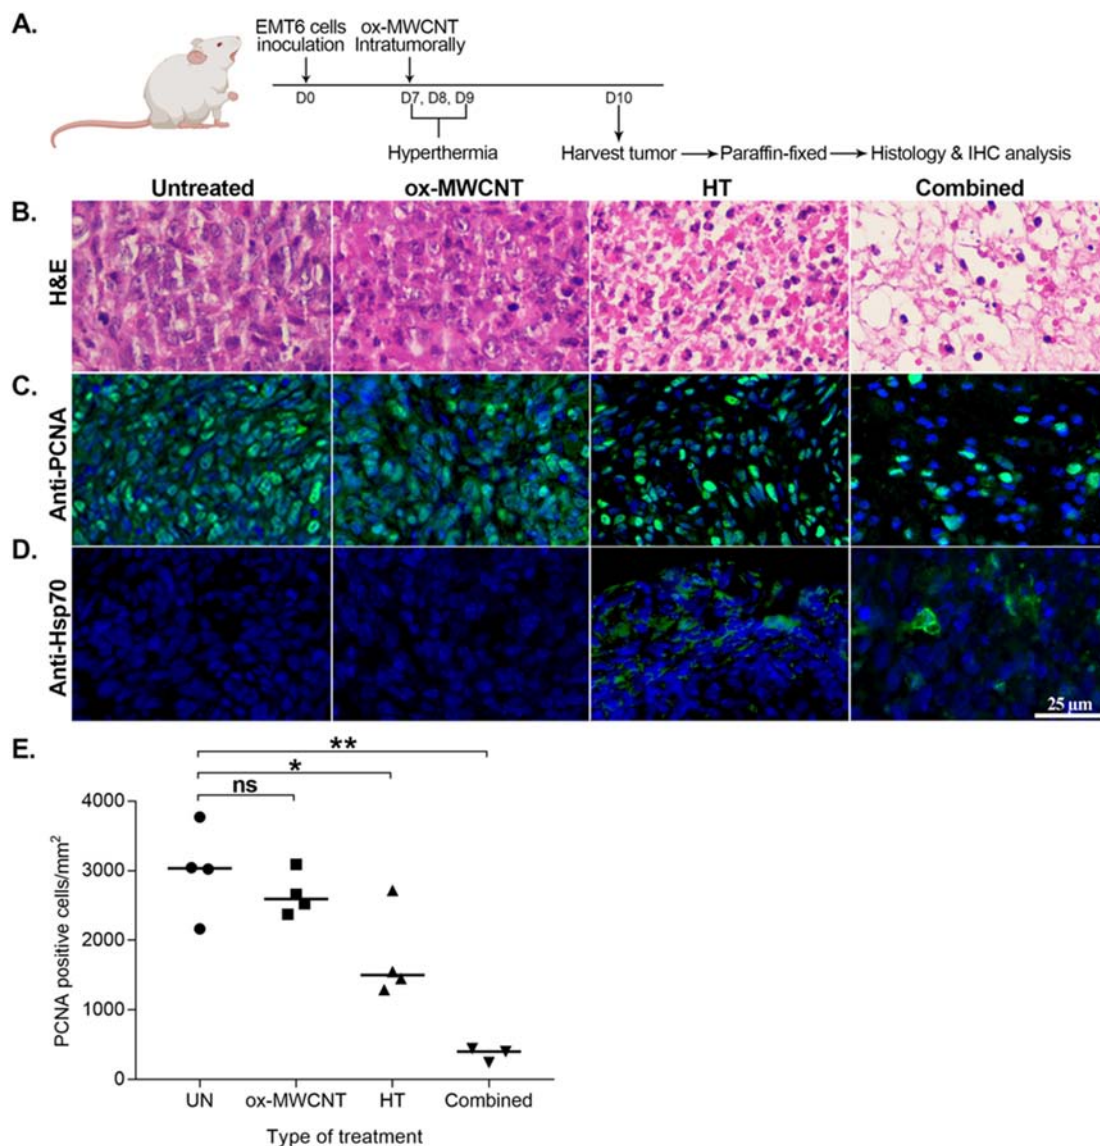 A.
EMT6 cells
inoculation
ox-MWCNT
Intratumorally
D0
D7, D8, D9
D10
Hyperthermia
Harvest tumor
Paraffin-fixed
Histology & IHC analysis
Untreated
ox-MWCNT
HT
Combined
B.
H&E
C.
Anti-PCNA
D.
Anti-Hsp70
25 µm
E.
**
*
ns
PCNA positive cells/mm²
4000
3000
2000
1000
0
UN
ox-MWCNT
HT
Combined
Type of treatment